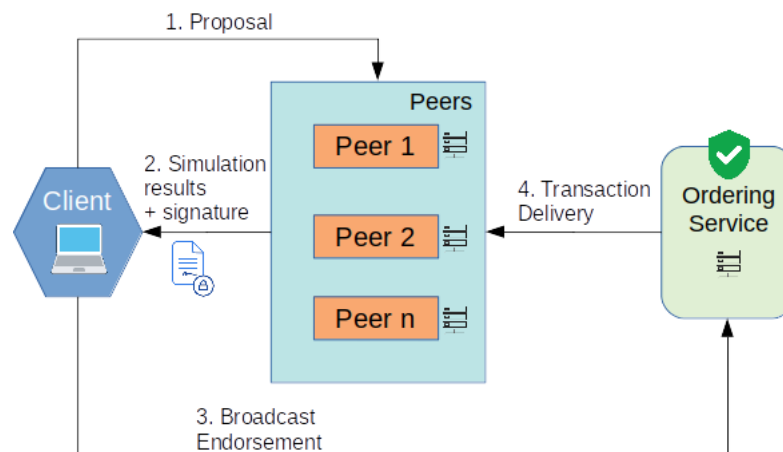 1. Proposal
Peers
Peer 1
2. Simulation
results
+ signature
Client
4. Transaction
Delivery
Ordering
Service
Peer 2
Peer n
3. Broadcast
Endorsement